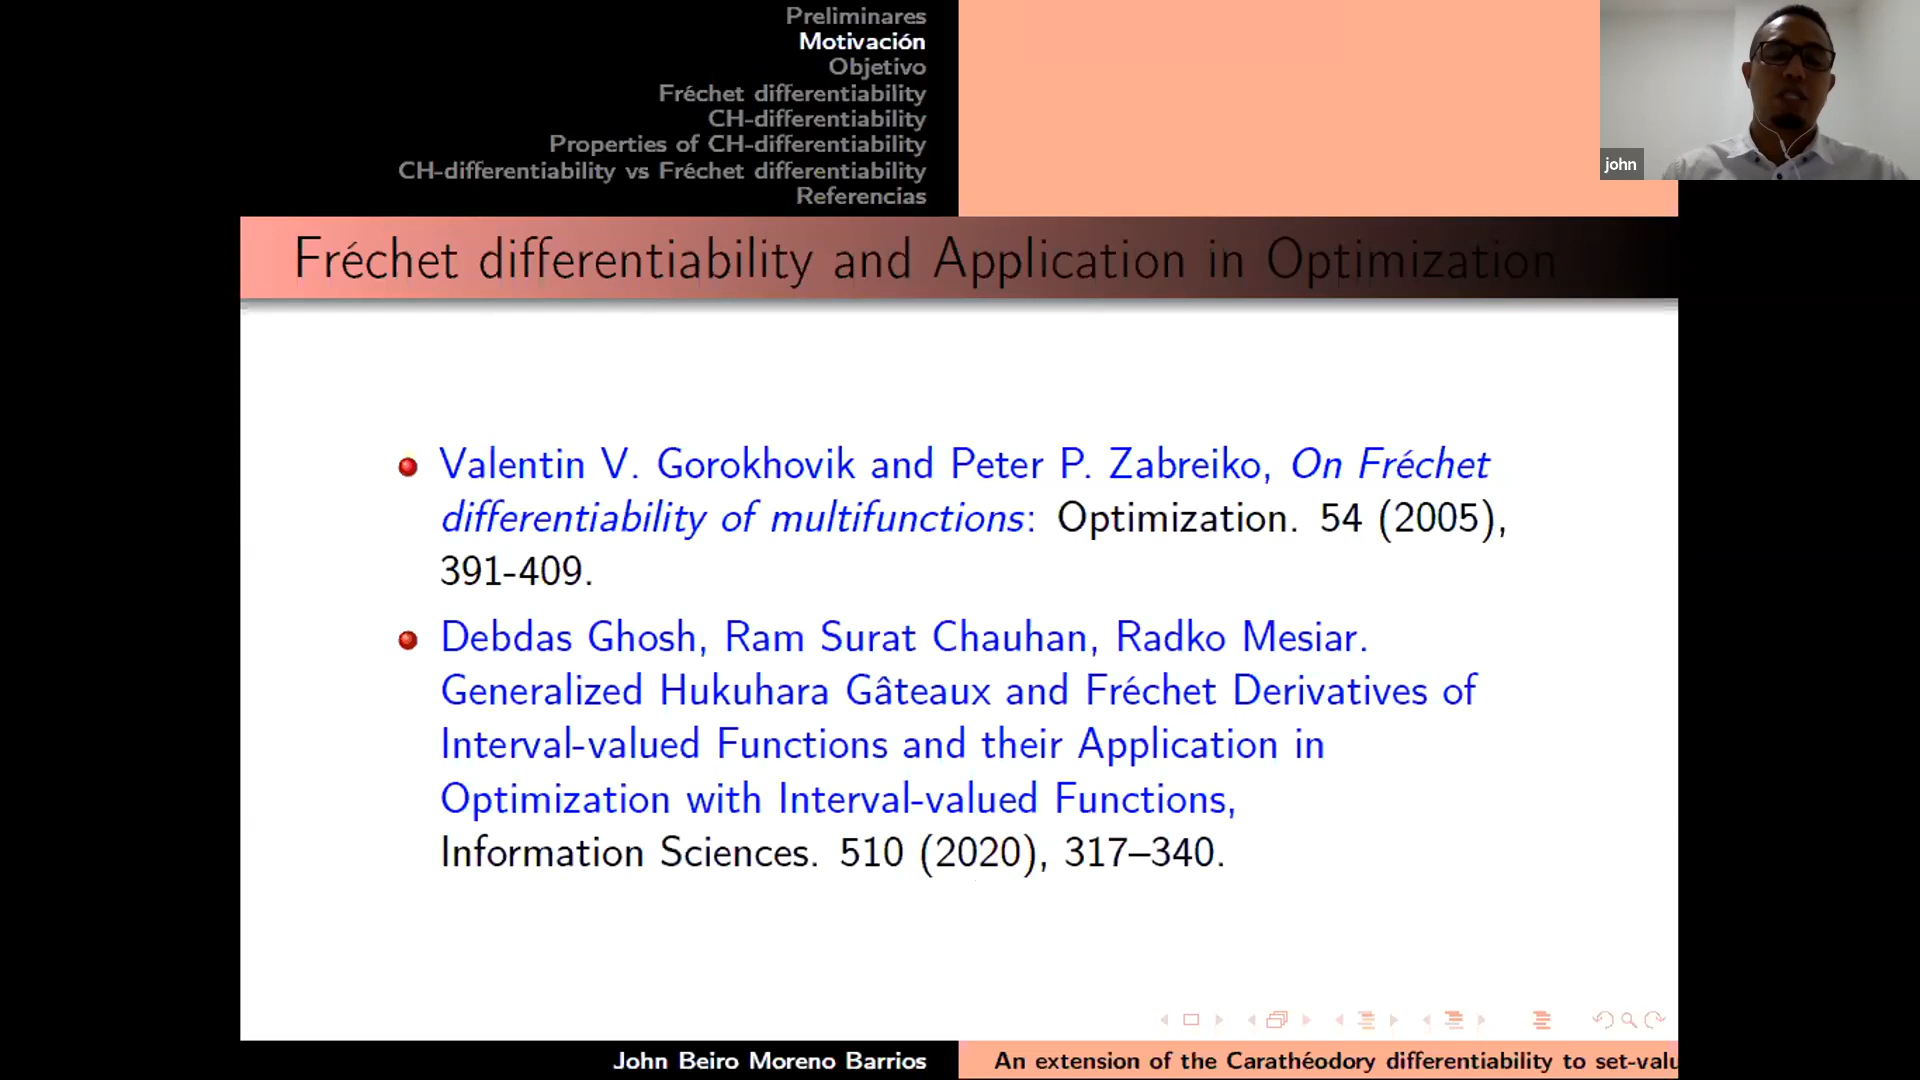 Preliminares
Motivación
Objetivo
Fréchet differentiability
CH-differentiability
Properties of CH-differentiability
CH-differentiability vs Fréchet differentiability
Referencias
john
Fréchet differentiability and Application in Optimization
Valentin V. Gorokhovik and Peter P. Zabreiko, On Fréchet
differentiability of multifunctions: Optimization. 54 (2005),
391-409.
Debdas Ghosh, Ram Surat Chauhan, Radko Mesiar.
Generalized Hukuhara Gâteaux and Fréchet Derivatives of
Interval-valued Functions and their Application in
Optimization with Interval-valued Functions,
Information Sciences. 510 (2020), 317–340.
John Beiro Moreno Barrios
An extension of the Carathéodory differentiability to set-valu